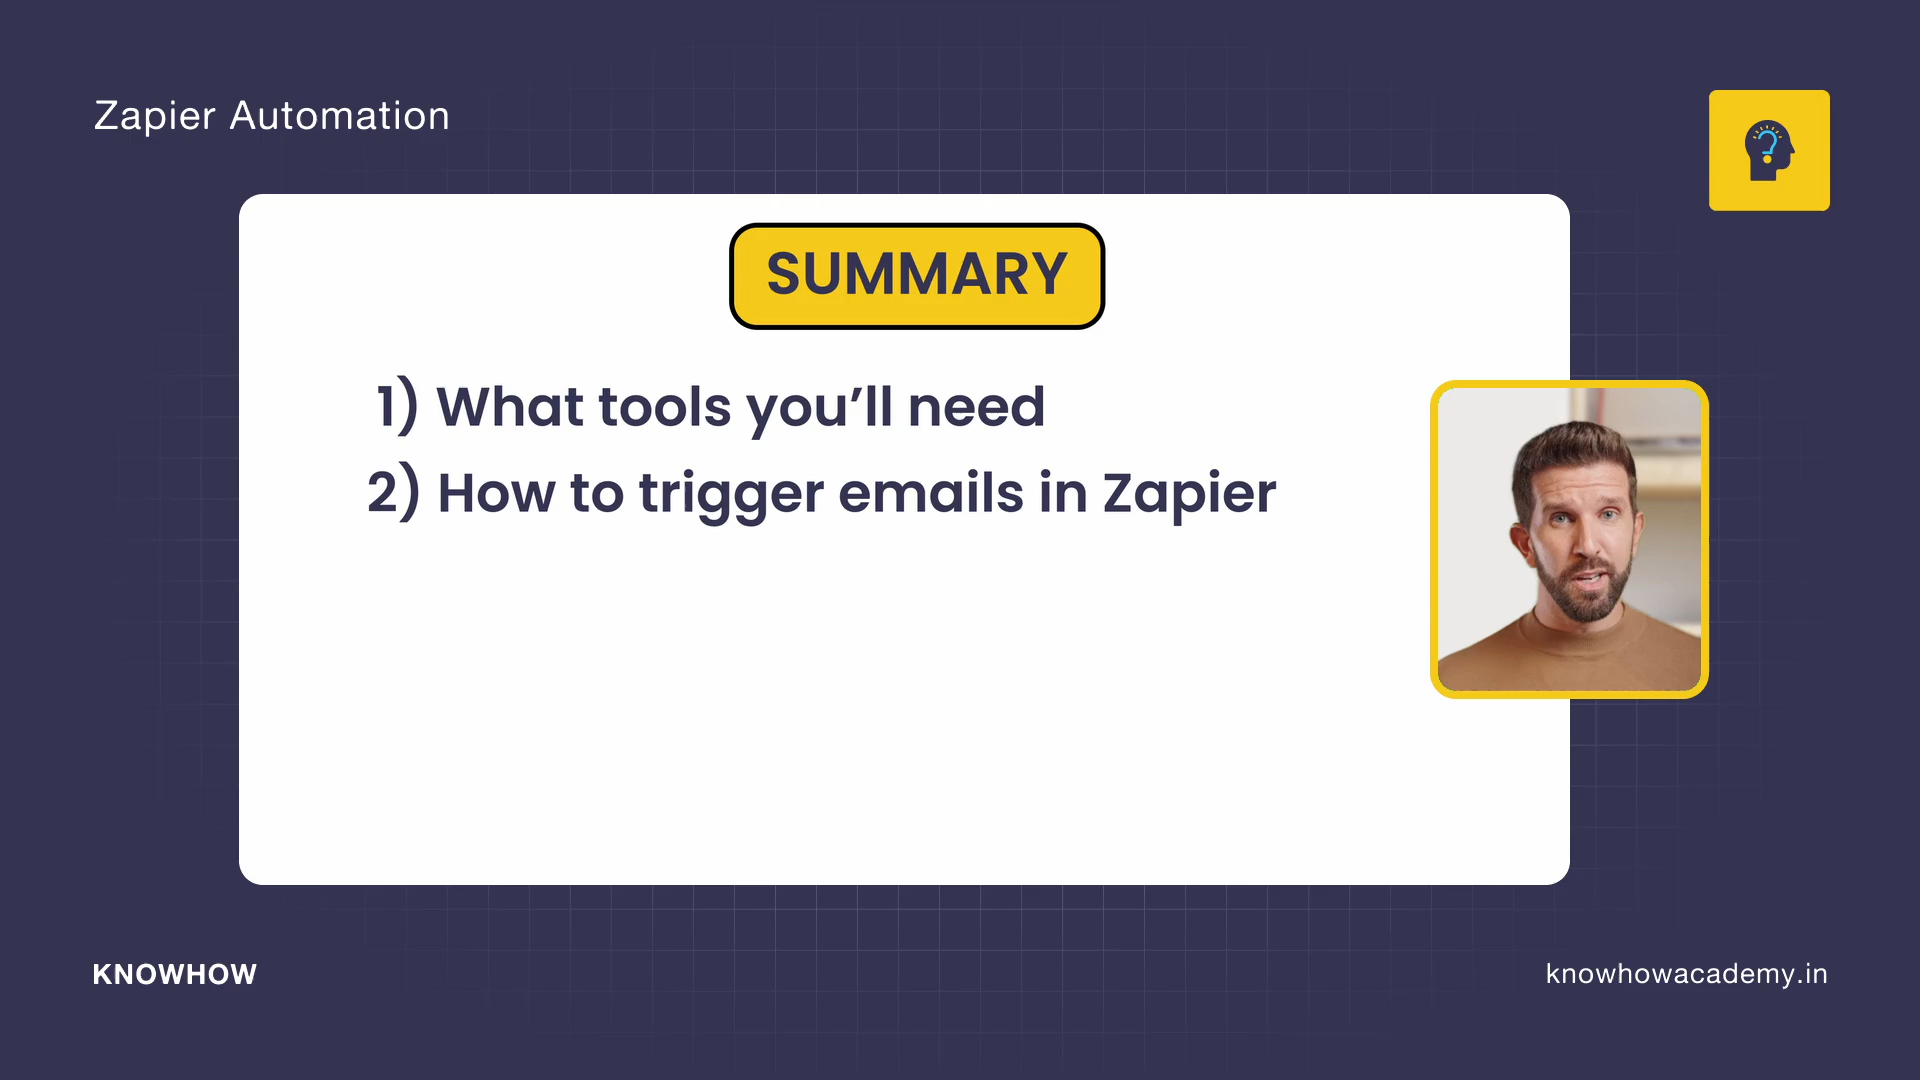 Zapier Automation
SUMMARY
1) What tools you’ll need
2) How to trigger emails in Zapier
KNOWHOW
knowhowacademy.in